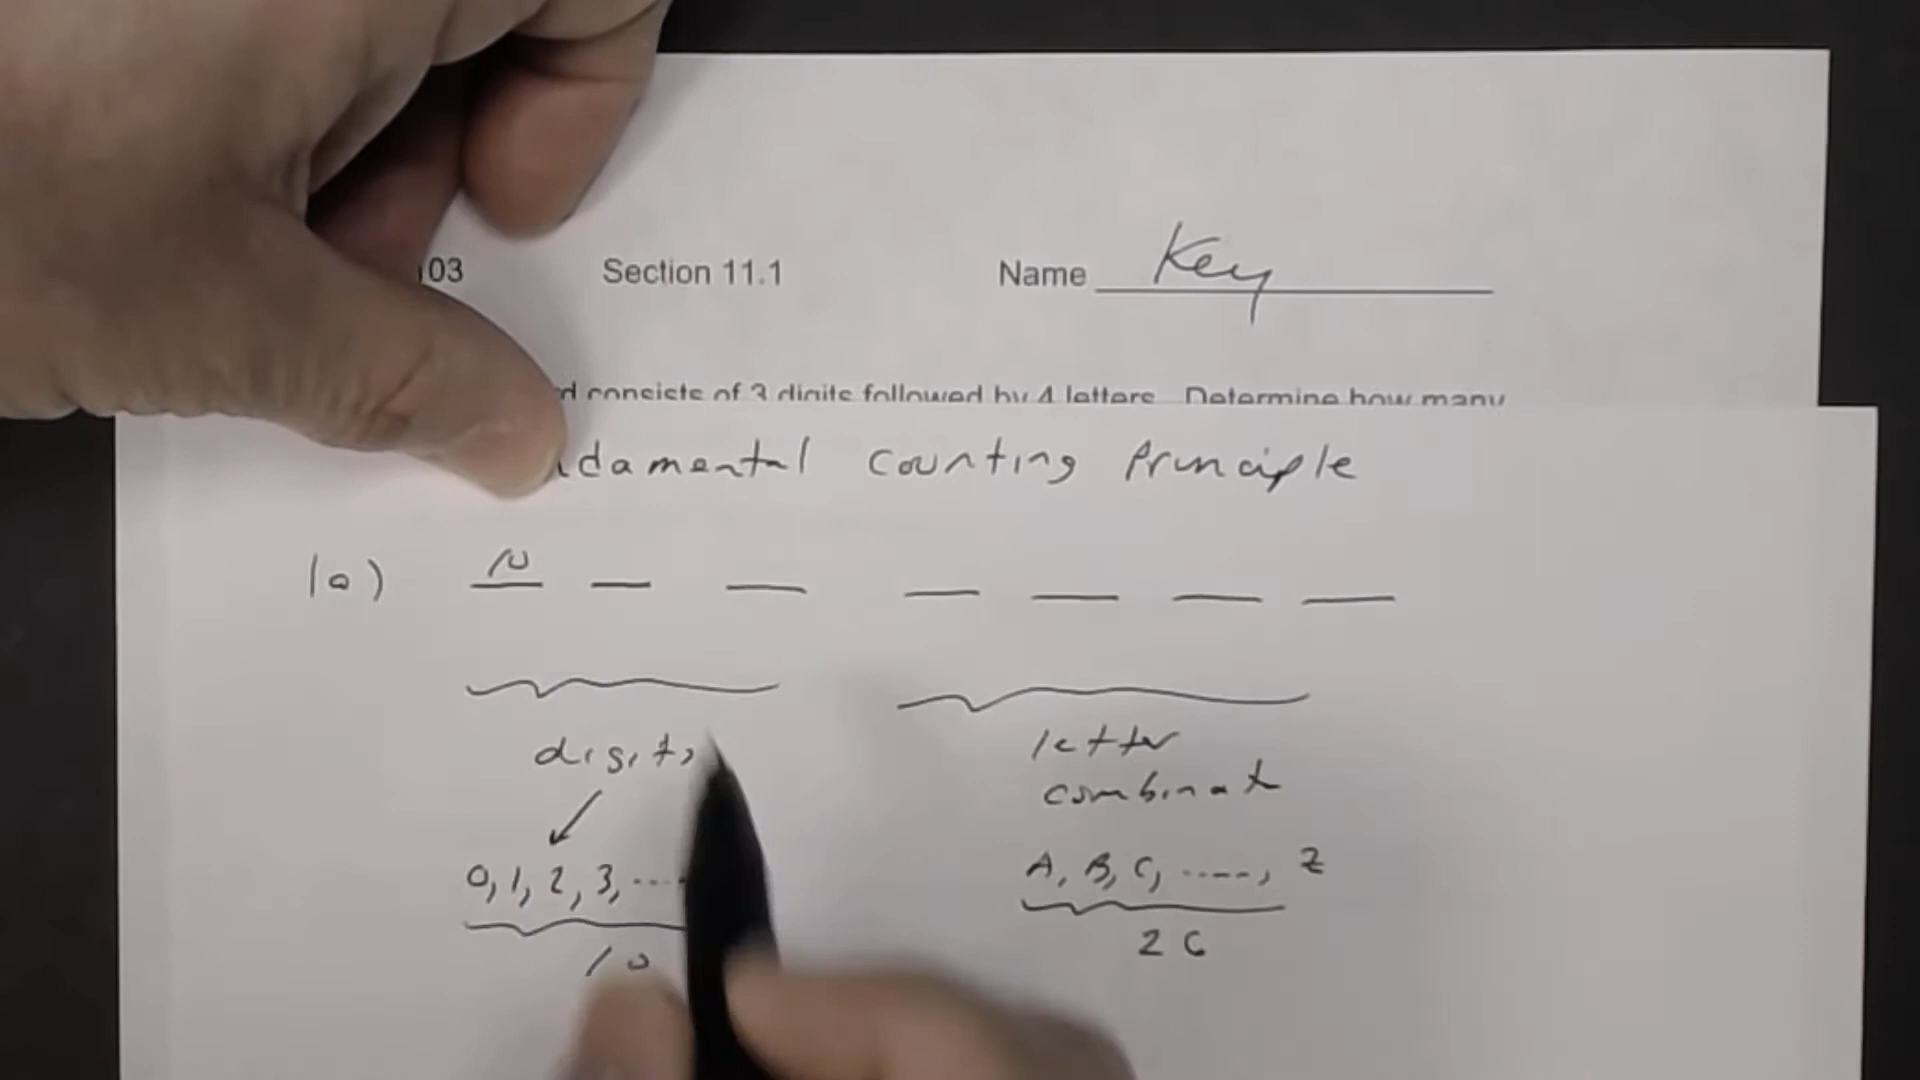 103 Section 11.1 Name Key
d consists of 3 digits followed by 4 letters. Determine how many
damental counting Principle
1a) 10 _ _ _ _ _ _
digits letter
combinat
0, 1, 2, 3, ---- A, B, C, -----, Z
10 26